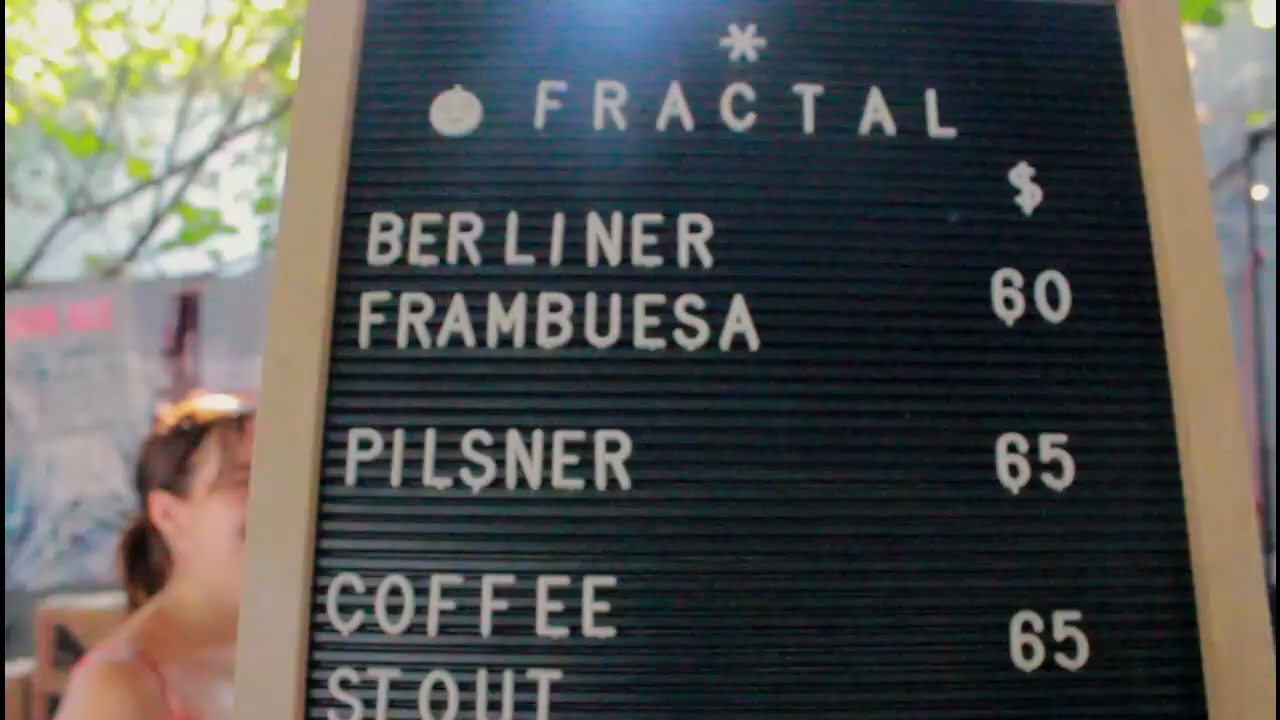 *
FRACTAL
$
BERLINER
FRAMBUESA 60
PILSNER 65
COFFEE
STOUT 65